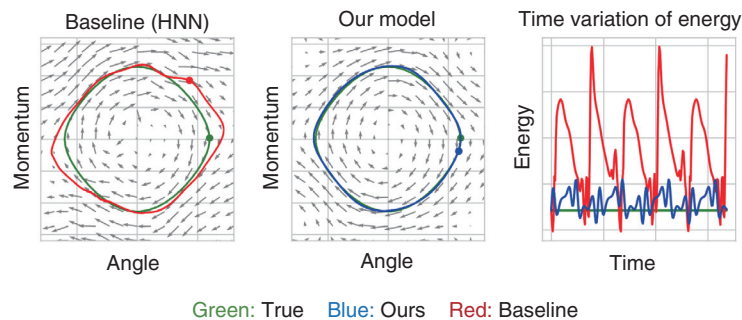 Baseline (HNN)
Our model
Time variation of energy
Momentum
Momentum
Energy
Angle
Angle
Time
Green: True Blue: Ours Red: Baseline